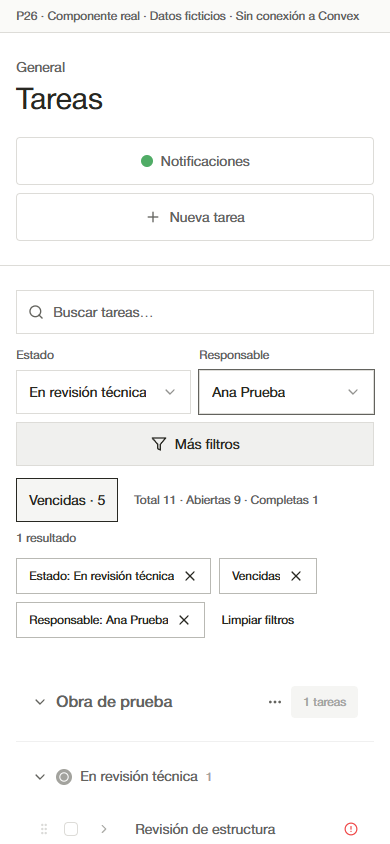 P26 · Componente real · Datos ficticios · Sin conexión a Convex
General
Tareas
Notificaciones
Nueva tarea
Buscar tareas…
Estado
Responsable
En revisión técnica
Ana Prueba
Más filtros
Vencidas · 5
Total 11 · Abiertas 9 · Completas 1
1 resultado
Estado: En revisión técnica
Vencidas
Responsable: Ana Prueba
Limpiar filtros
Obra de prueba
1 tareas
En revisión técnica 1
Revisión de estructura